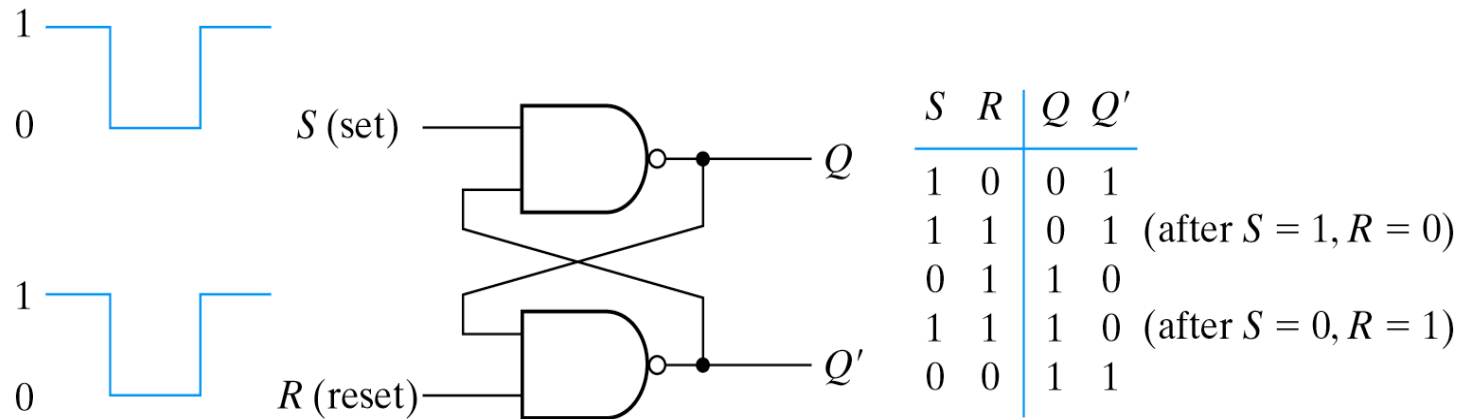 1
0
S (set)
Q
1
0
R (reset)
Q′
S R Q Q′
1 0 0 1
1 1 0 1 (after S = 1, R = 0)
0 1 1 0
1 1 1 0 (after S = 0, R = 1)
0 0 1 1